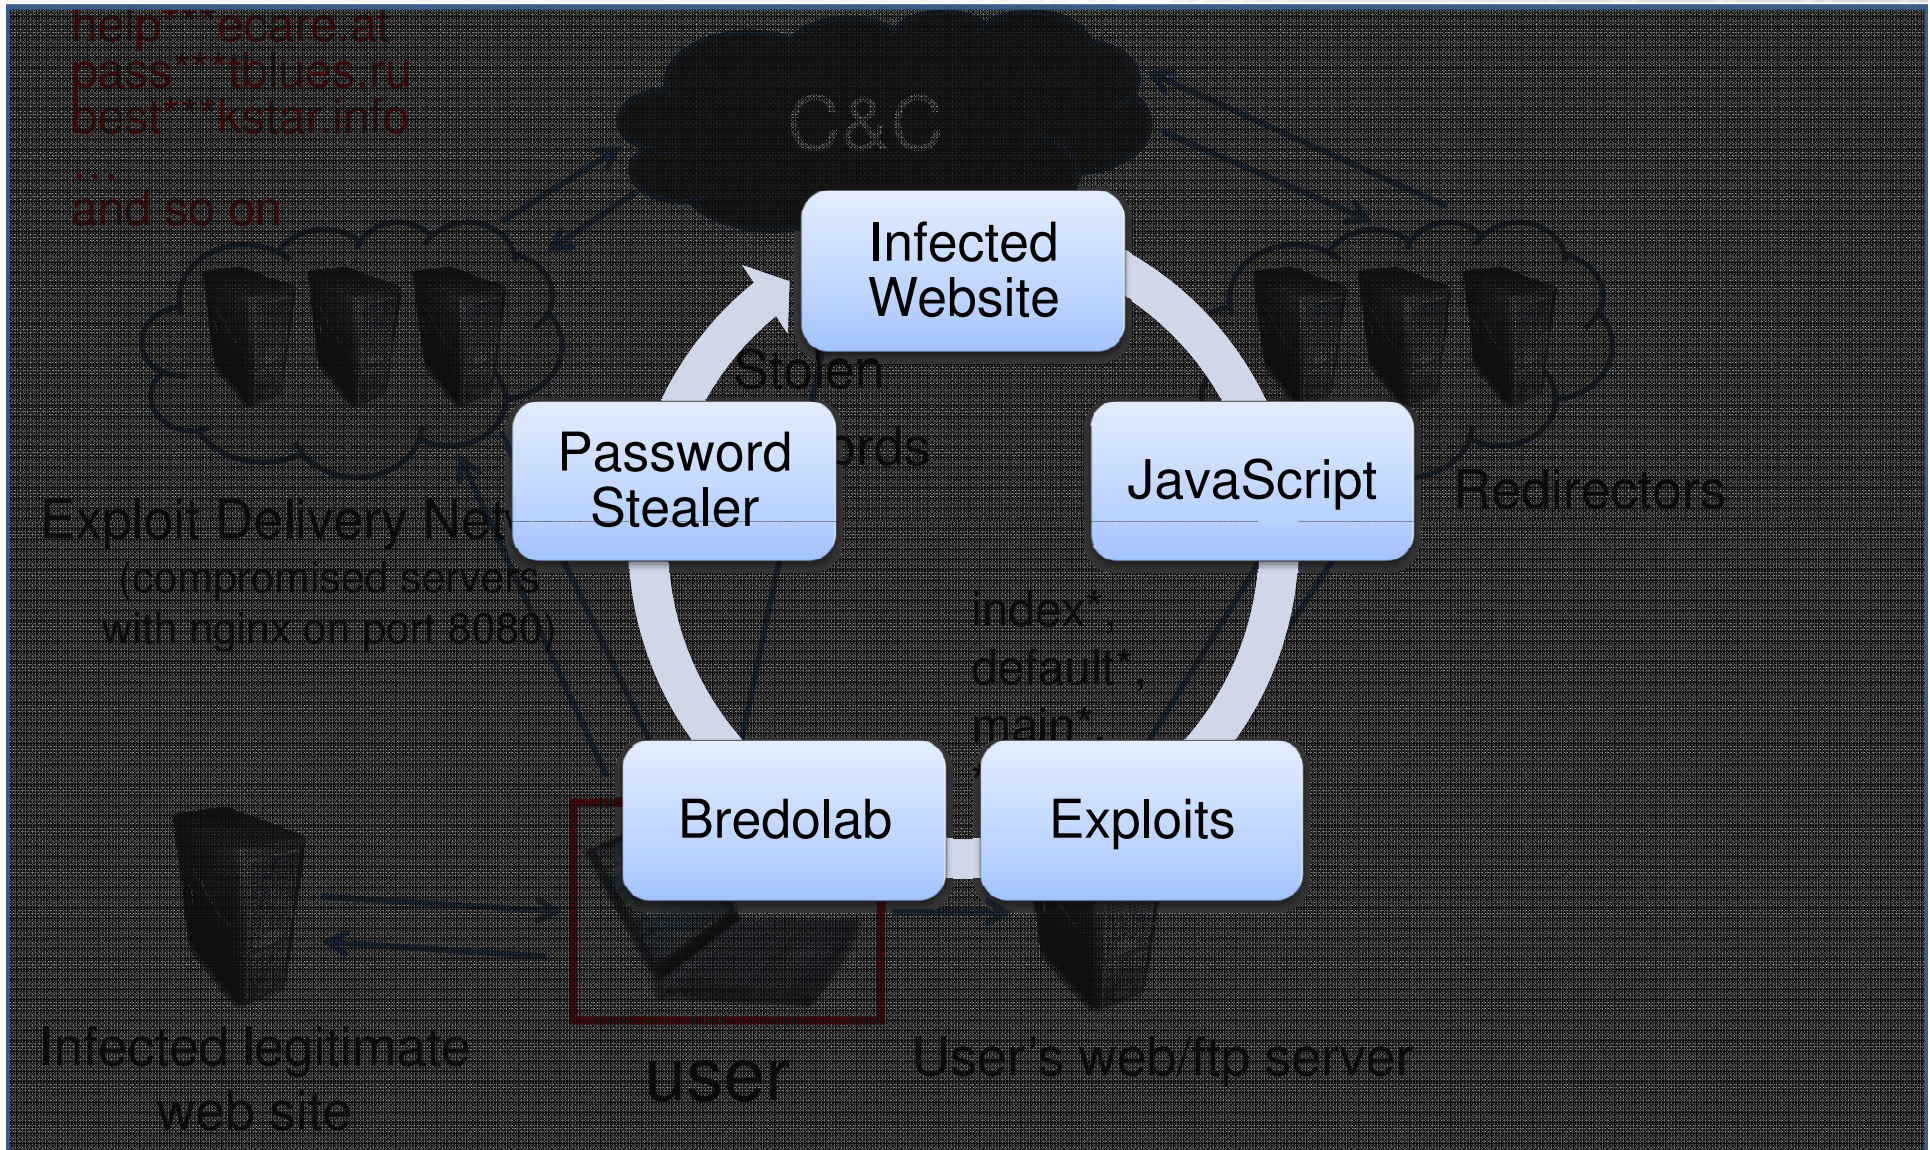 help***ecare.at
pass***tblues.ru
best***kstar.info
...
and so on
C&C
Infected
Website
Stolen
Password
Stealer
JavaScript
Redirectors
Exploit Delivery
(compromised servers
with nginx on port 8080)
index*,
default*,
main*,
Bredolab
Exploits
Infected legitimate
web site
user
User's web/ftp server